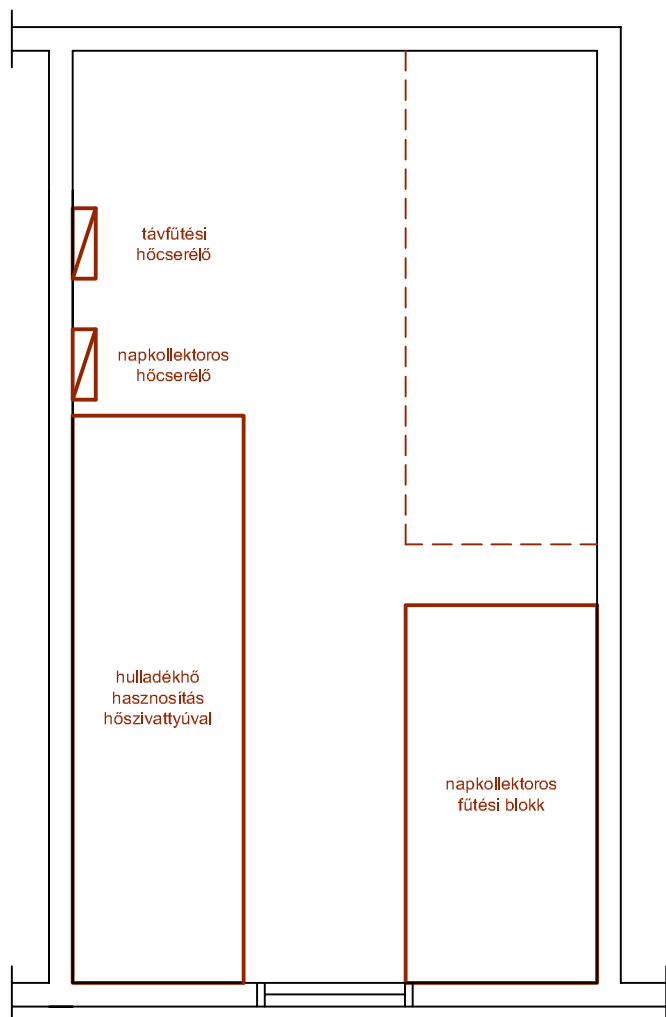 távfűtési
hőcserélő
napkollektoros
hőcserélő
hulladékhő
hasznosítás
hőszivattyúval
napkollektoros
fűtési blokk